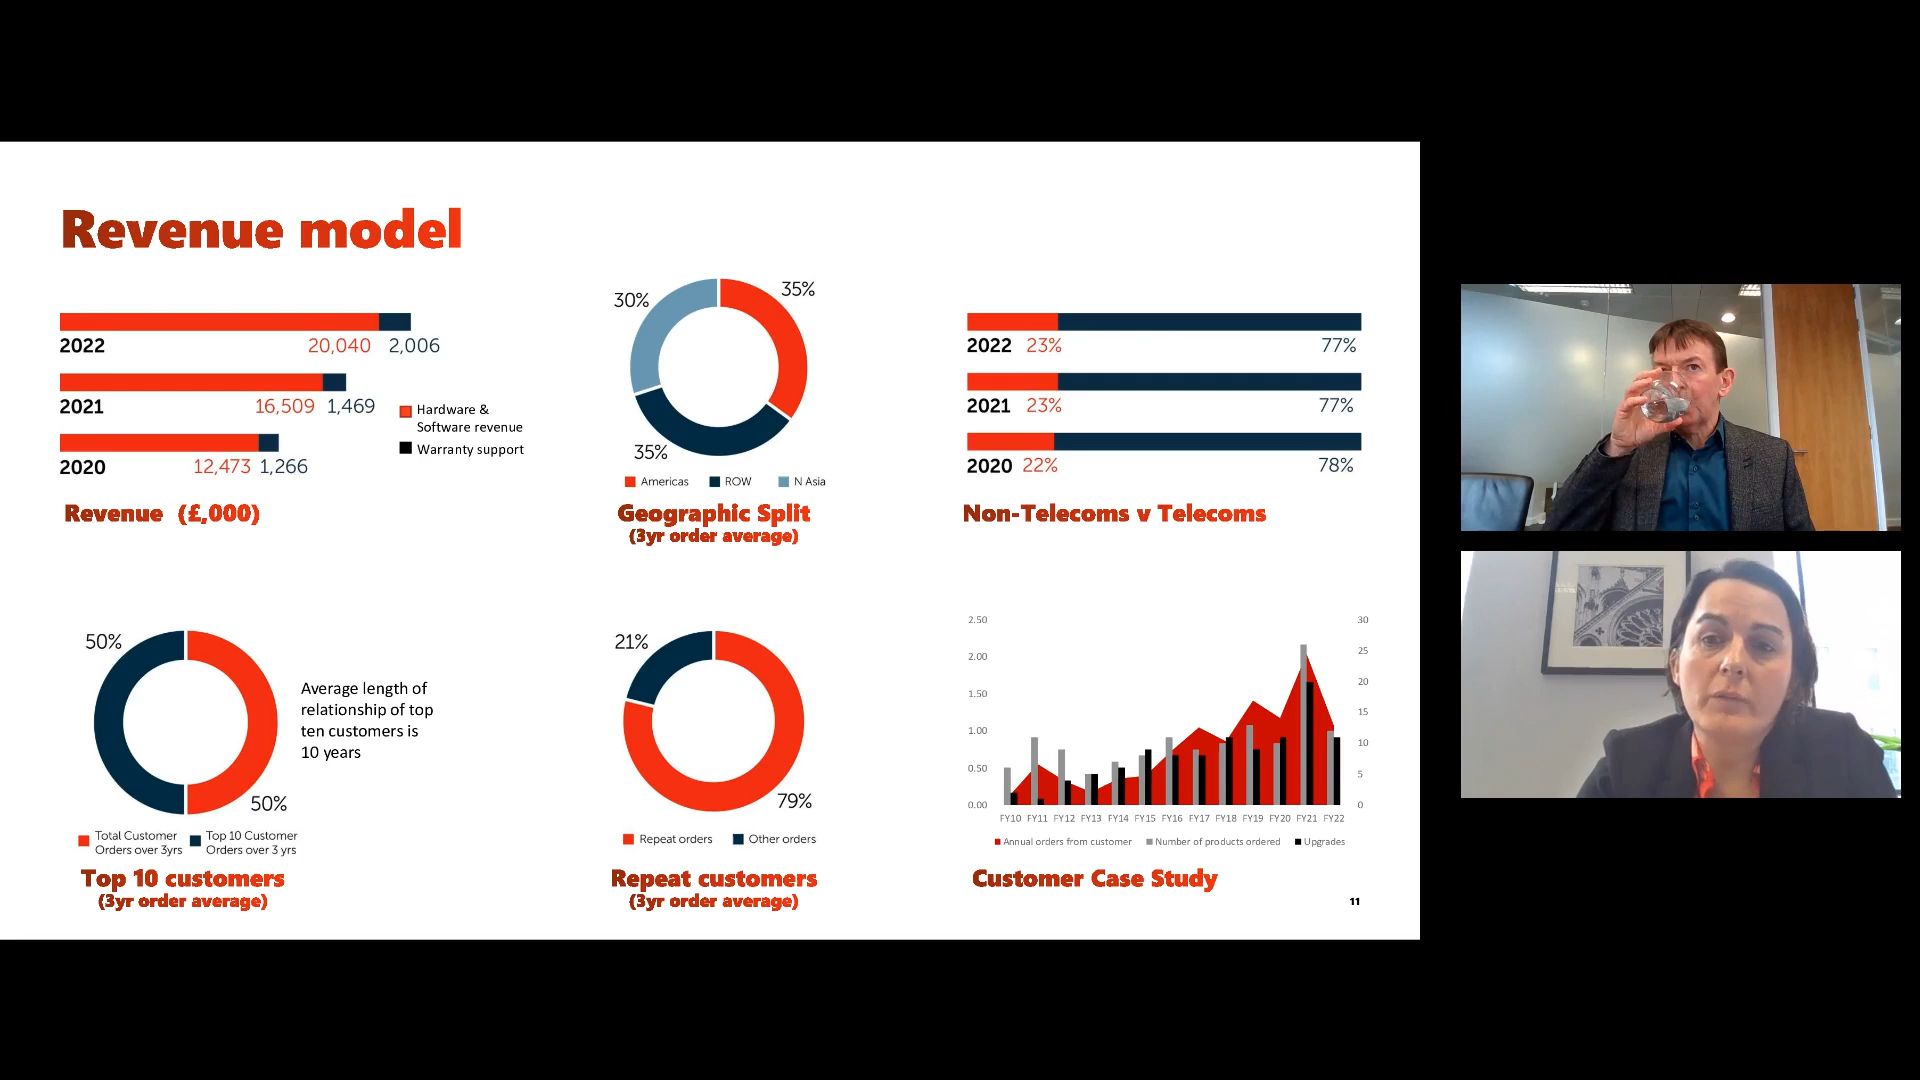 Revenue model
2022 20,040 2,006
2021 16,509 1,469
2020 12,473 1,266
Hardware &
Software revenue
Warranty support
Revenue (£,000)
30% 35%
35%
Americas ROW N Asia
Geographic Split
(3yr order average)
2022 23% 77%
2021 23% 77%
2020 22% 78%
Non-Telecoms v Telecoms
50%
50%
Average length of
relationship of top
ten customers is
10 years
Total Customer
Orders over 3yrs
Top 10 Customer
Orders over 3 yrs
Top 10 customers
(3yr order average)
21%
79%
Repeat orders Other orders
Repeat customers
(3yr order average)
2.50 30
2.00 25
1.50 20
1.00 15
0.50 10
0.00 5
0
FY10 FY11 FY12 FY13 FY14 FY15 FY16 FY17 FY18 FY19 FY20 FY21 FY22
Annual orders from customer Number of products ordered Upgrades
Customer Case Study
11